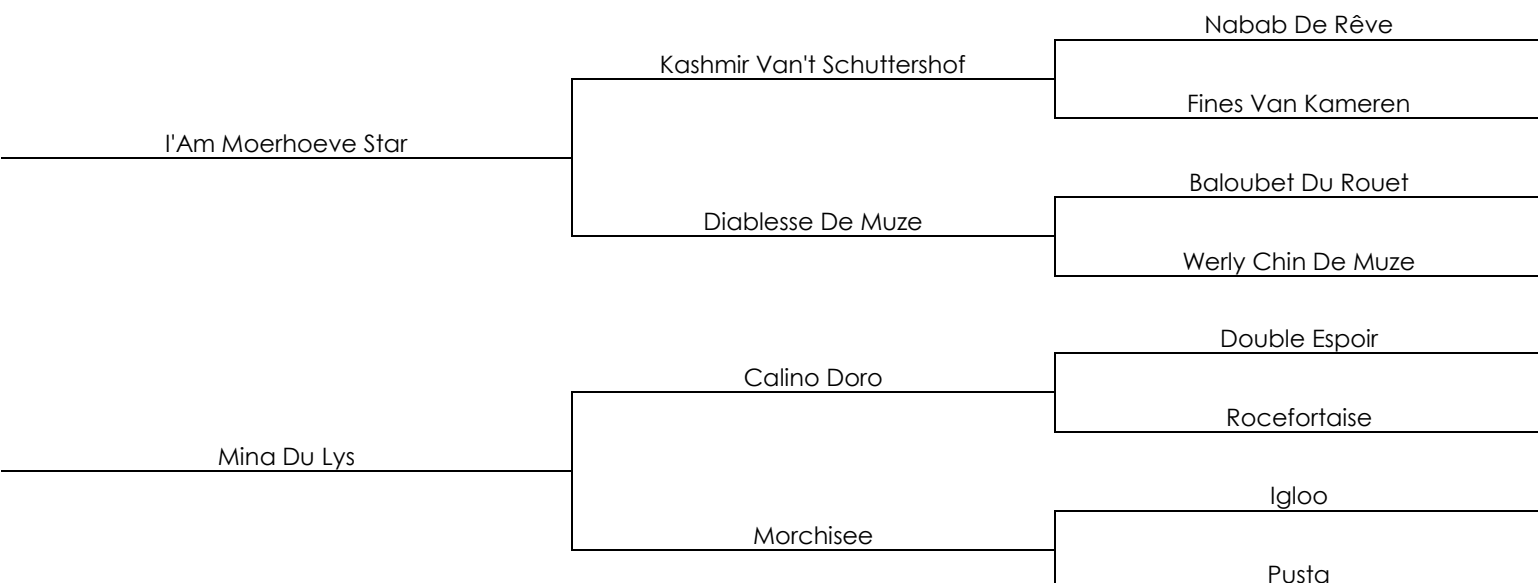 Nabab De Rêve
Kashmir Van't Schuttershof
Fines Van Kameren
I'Am Moerhoeve Star
Baloubet Du Rouet
Diablesse De Muze
Werly Chin De Muze
Double Espoir
Calino Doro
Rocefortaise
Mina Du Lys
Igloo
Morchisee
Pusta